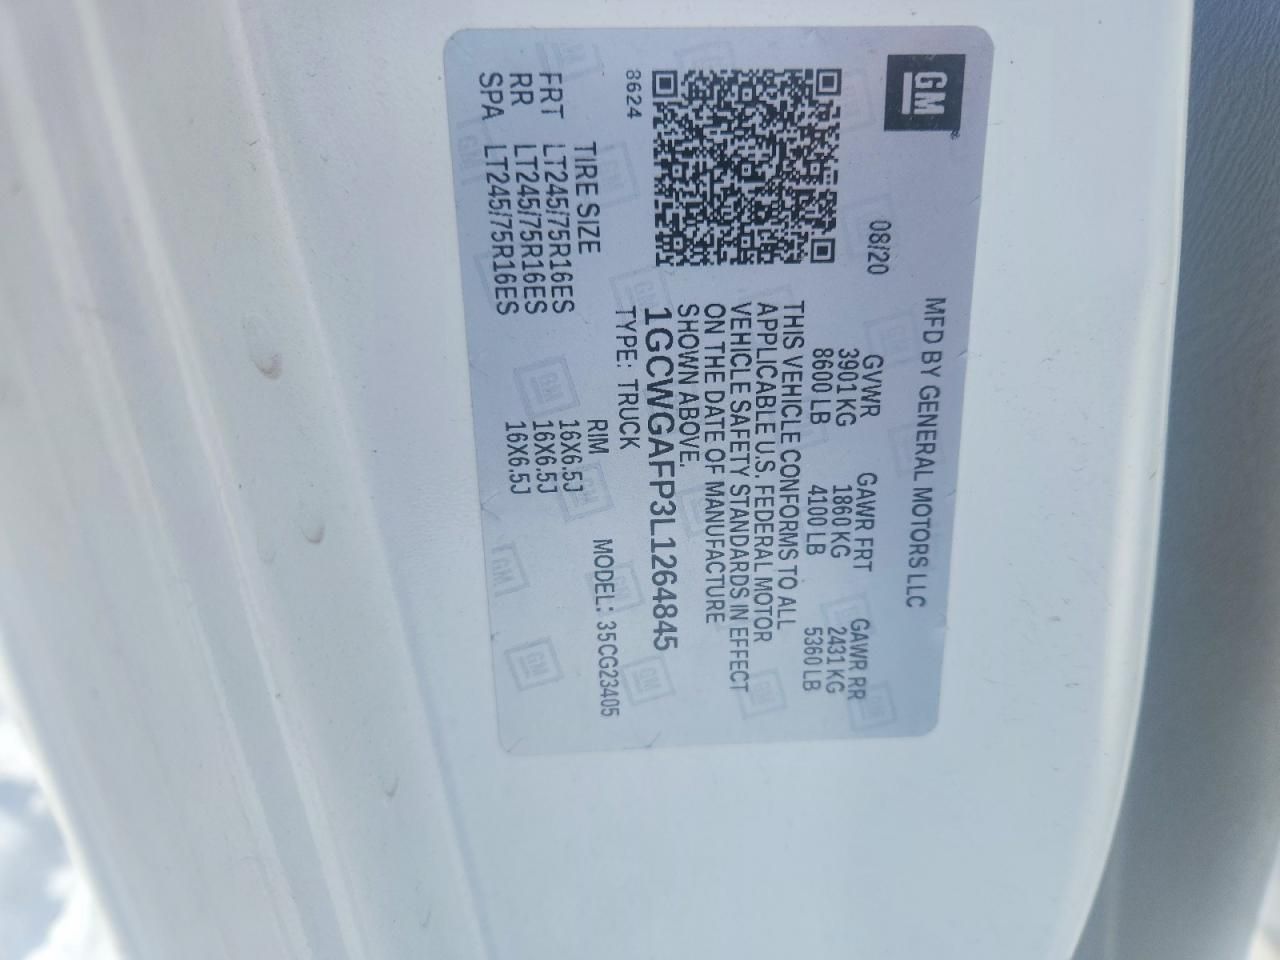 GM
MFD BY GENERAL MOTORS LLC
08/20
GVWR GAWR FRT GAWR RR
3901 KG 1860 KG 2431 KG
8600 LB 4100 LB 5360 LB
THIS VEHICLE CONFORMS TO ALL
APPLICABLE U.S. FEDERAL MOTOR
VEHICLE SAFETY STANDARDS IN EFFECT
ON THE DATE OF MANUFACTURE
SHOWN ABOVE.
1GCWGAFP3L1264845
8624
TYPE: TRUCK
MODEL: 35CG23405
TIRE SIZE RIM
FRT LT245/75R16ES 16X6.5J
RR LT245/75R16ES 16X6.5J
SPA LT245/75R16ES 16X6.5J